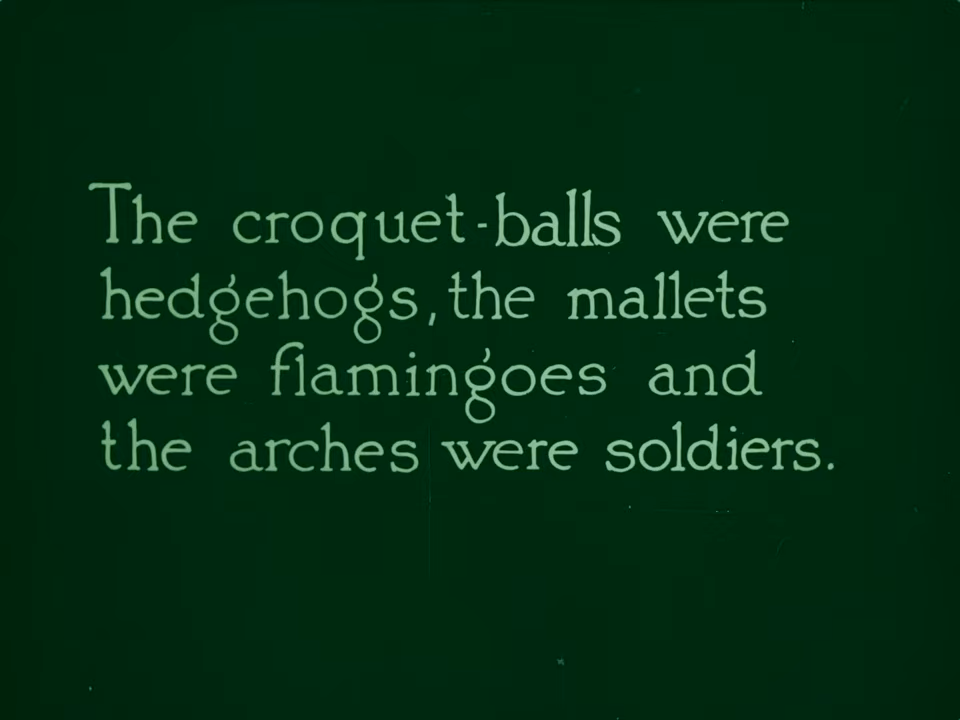 The croquet-balls were
hedgehogs, the mallets
were flamingoes and
the arches were soldiers.